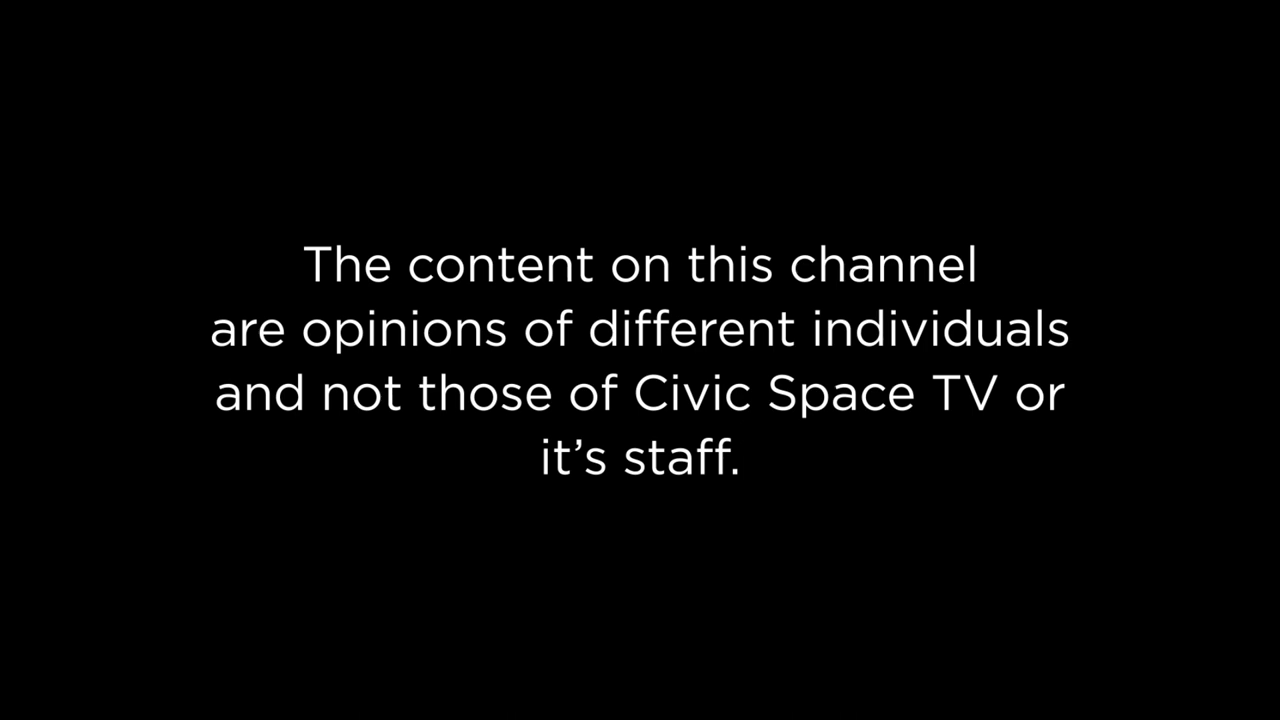 The content on this channel
are opinions of different individuals
and not those of Civic Space TV or
it’s staff.